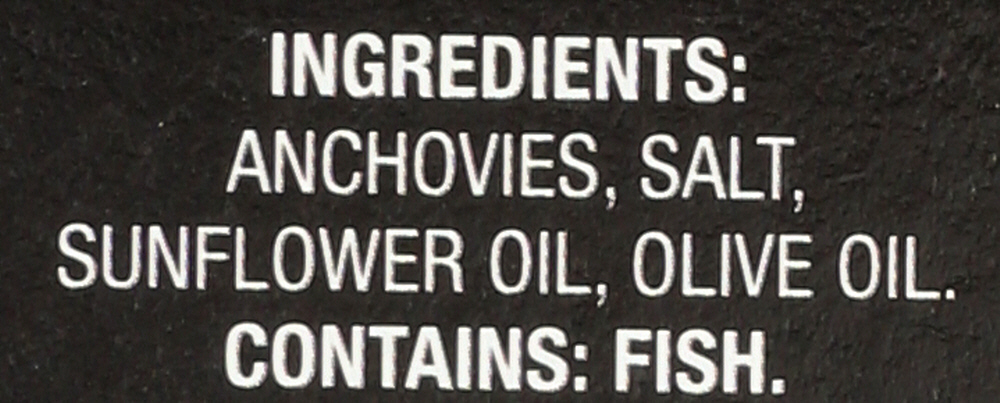 INGREDIENTS:
ANCHOVIES, SALT,
SUNFLOWER OIL, OLIVE OIL.
CONTAINS: FISH.